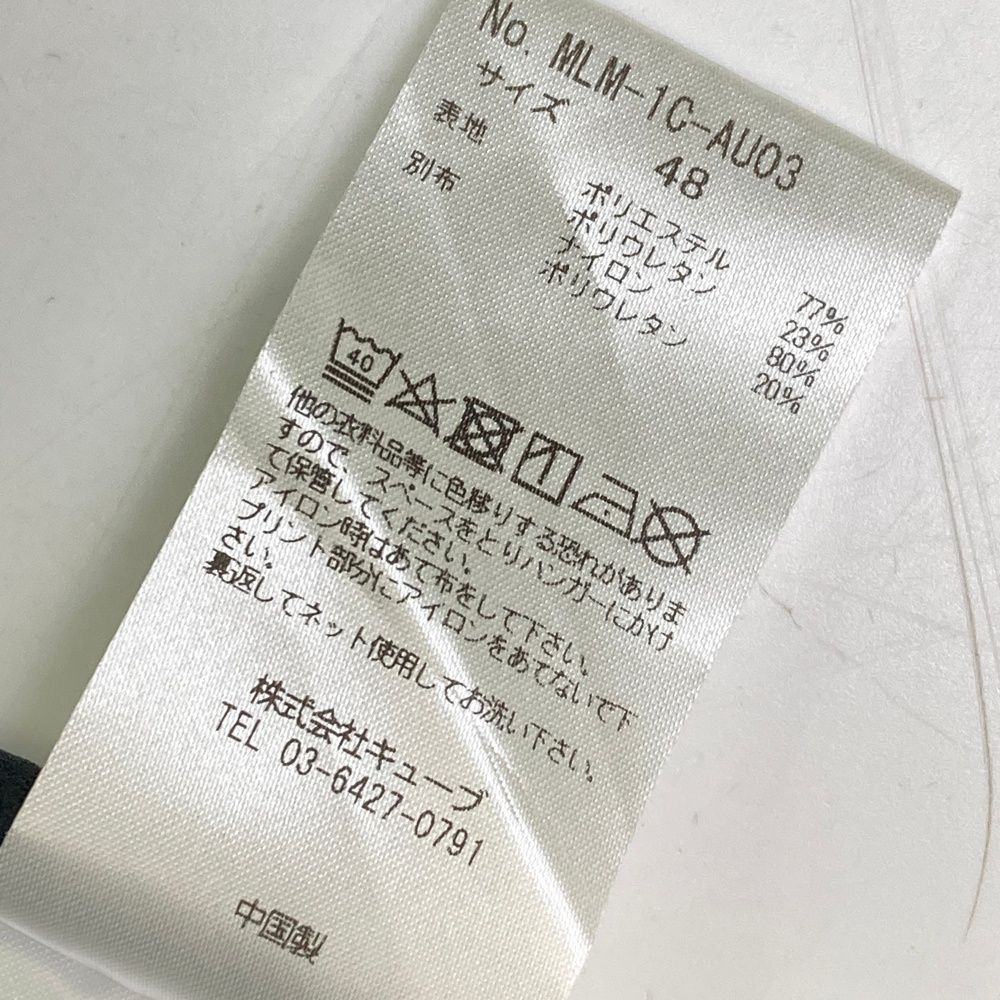 No. MLM-1C-AU03
サイズ 48
表地 ポリエステル 77%
ポリウレタン 23%
別布 ナイロン 80%
ポリウレタン 20%
40
他の衣料品等に色移りする恐れがありま
すので、スペースをとりハンガーにかけ
て保管してください。
アイロン時はあて布をして下さい。
プリント部分にアイロンをあてないで下
さい。
裏返してネット使用してお洗い下さい。
株式会社キューブ
TEL 03-6427-0791
中国製